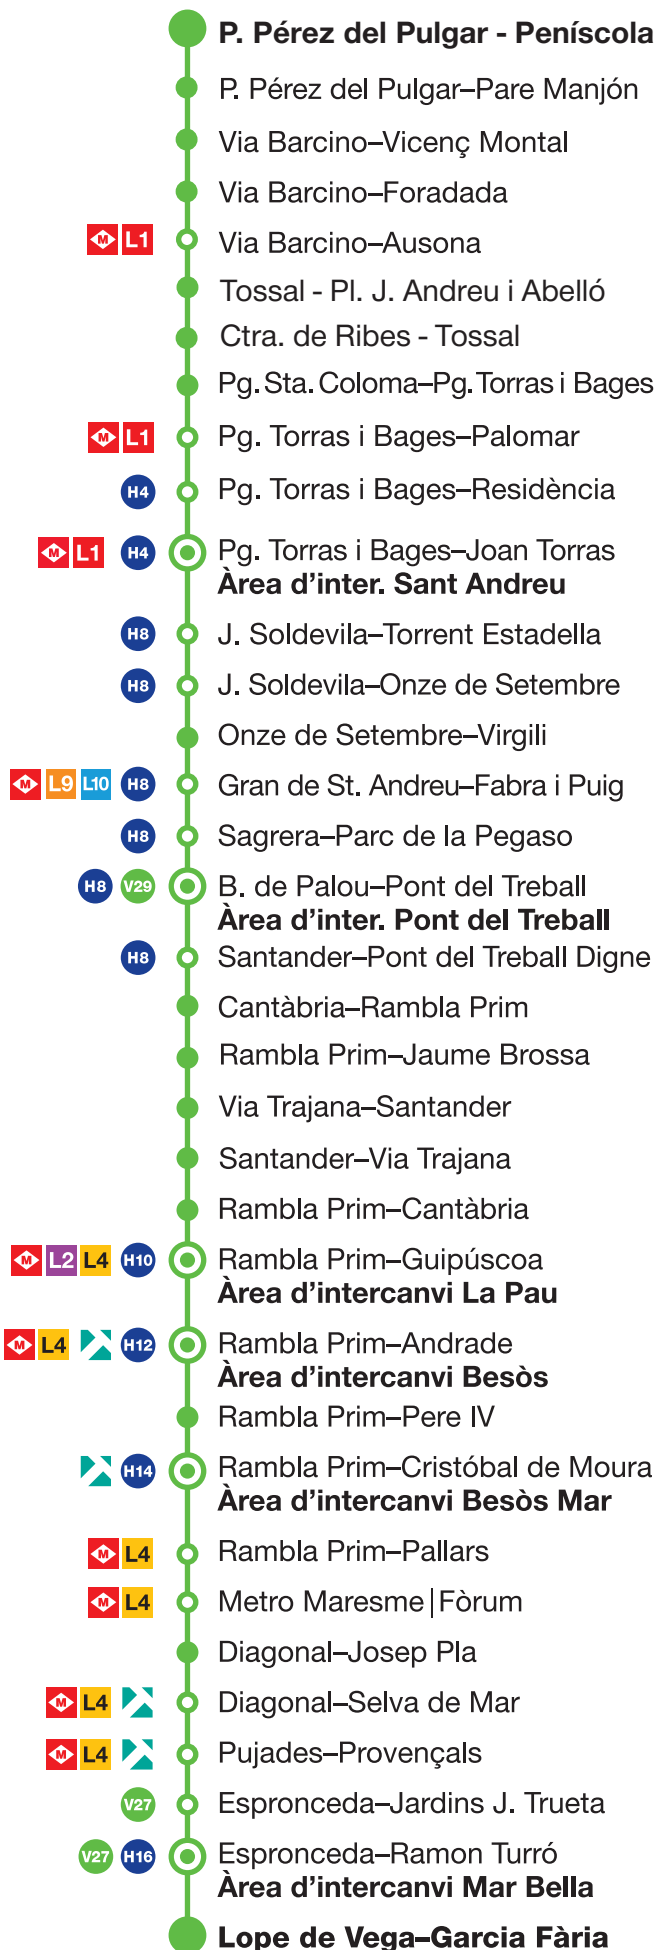 P. Pérez del Pulgar - Peníscola
P. Pérez del Pulgar–Pare Manjón
Via Barcino–Vicenç Montal
Via Barcino–Foradada
M L1 Via Barcino–Ausona
Tossal - Pl. J. Andreu i Abelló
Ctra. de Ribes - Tossal
Pg. Sta. Coloma–Pg. Torras i Bages
M L1 Pg. Torras i Bages–Palomar
H4 Pg. Torras i Bages–Residència
M L1 H4 Pg. Torras i Bages–Joan Torras
Àrea d’inter. Sant Andreu
H8 J. Soldevila–Torrent Estadella
H8 J. Soldevila–Onze de Setembre
Onze de Setembre–Virgili
M L9 L10 H8 Gran de St. Andreu–Fabra i Puig
H8 Sagrera–Parc de la Pegaso
H8 V29 B. de Palou–Pont del Treball
Àrea d’inter. Pont del Treball
H8 Santander–Pont del Treball Digne
Cantàbria–Rambla Prim
Rambla Prim–Jaume Brossa
Via Trajana–Santander
Santander–Via Trajana
Rambla Prim–Cantàbria
M L2 L4 H10 Rambla Prim–Guipúscoa
Àrea d’intercanvi La Pau
M L4 H12 Rambla Prim–Andrade
Àrea d’intercanvi Besòs
Rambla Prim–Pere IV
H14 Rambla Prim–Cristóbal de Moura
Àrea d’intercanvi Besòs Mar
M L4 Rambla Prim–Pallars
M L4 Metro Maresme|Fòrum
Diagonal–Josep Pla
M L4 Diagonal–Selva de Mar
M L4 Pujades–Provençals
V27 Espronceda–Jardins J. Trueta
V27 H16 Espronceda–Ramon Turró
Àrea d’intercanvi Mar Bella
Lope de Vega–Garcia Fària